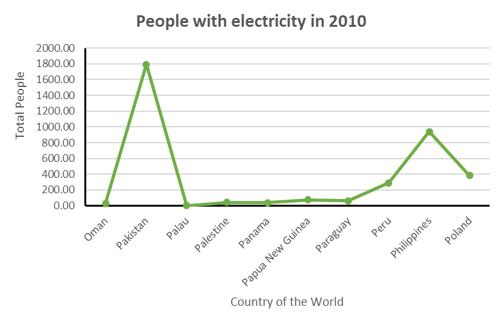 People with electricity in 2010
2000.00
1800.00
1600.00
1400.00
1200.00
1000.00
800.00
600.00
400.00
200.00
0.00
Total People
Oman
Pakistan
Palau
Palestine
Panama
Papua New Guinea
Paraguay
Peru
Philippines
Poland
Country of the World